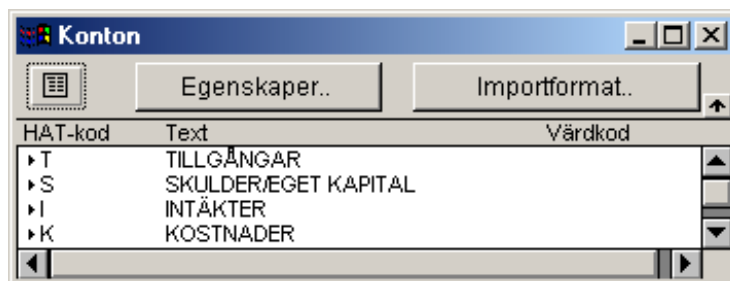 Konton
Egenskaper.. Importformat..
HAT-kod Text Värdkod
T TILLGÅNGAR
S SKULDER/EGET KAPITAL
I INTÄKTER
K KOSTNADER